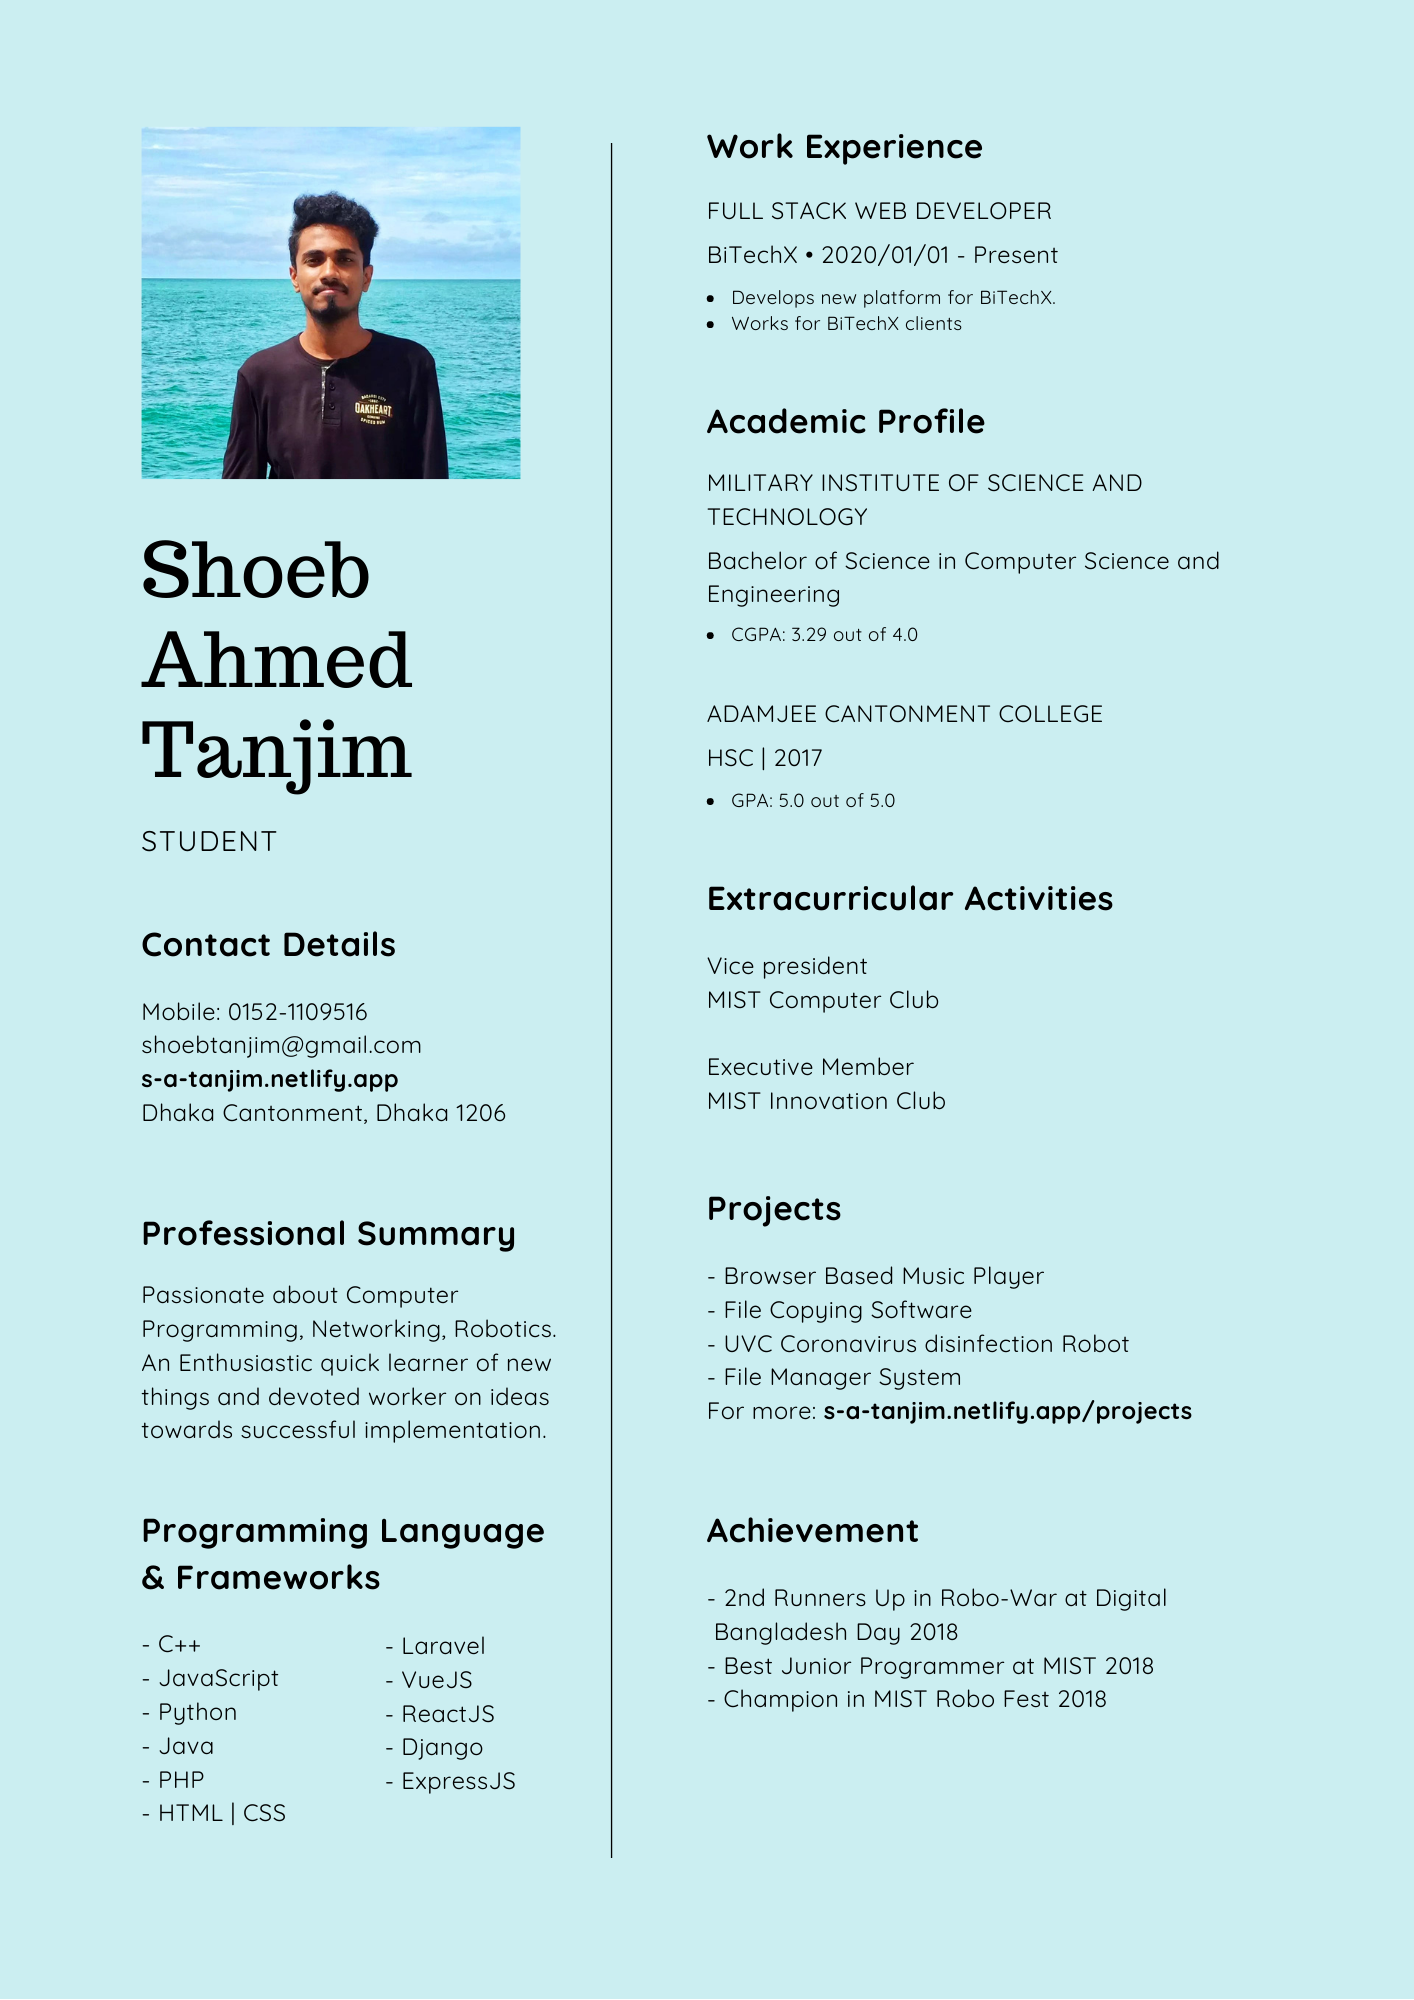 OAKHEART
SPICED RUM
Shoeb
Ahmed
Tanjim
STUDENT
Contact Details
Mobile: 0152-1109516
shoebtanjim@gmail.com
s-a-tanjim.netlify.app
Dhaka Cantonment, Dhaka 1206
Professional Summary
Passionate about Computer
Programming, Networking, Robotics.
An Enthusiastic quick learner of new
things and devoted worker on ideas
towards successful implementation.
Programming Language
& Frameworks
- C++
- JavaScript
- Python
- Java
- PHP
- HTML | CSS
- Laravel
- VueJS
- ReactJS
- Django
- ExpressJS
Work Experience
FULL STACK WEB DEVELOPER
BiTechX • 2020/01/01 - Present
• Develops new platform for BiTechX.
• Works for BiTechX clients
Academic Profile
MILITARY INSTITUTE OF SCIENCE AND
TECHNOLOGY
Bachelor of Science in Computer Science and
Engineering
• CGPA: 3.29 out of 4.0
ADAMJEE CANTONMENT COLLEGE
HSC | 2017
• GPA: 5.0 out of 5.0
Extracurricular Activities
Vice president
MIST Computer Club
Executive Member
MIST Innovation Club
Projects
- Browser Based Music Player
- File Copying Software
- UVC Coronavirus disinfection Robot
- File Manager System
For more: s-a-tanjim.netlify.app/projects
Achievement
- 2nd Runners Up in Robo-War at Digital
Bangladesh Day 2018
- Best Junior Programmer at MIST 2018
- Champion in MIST Robo Fest 2018